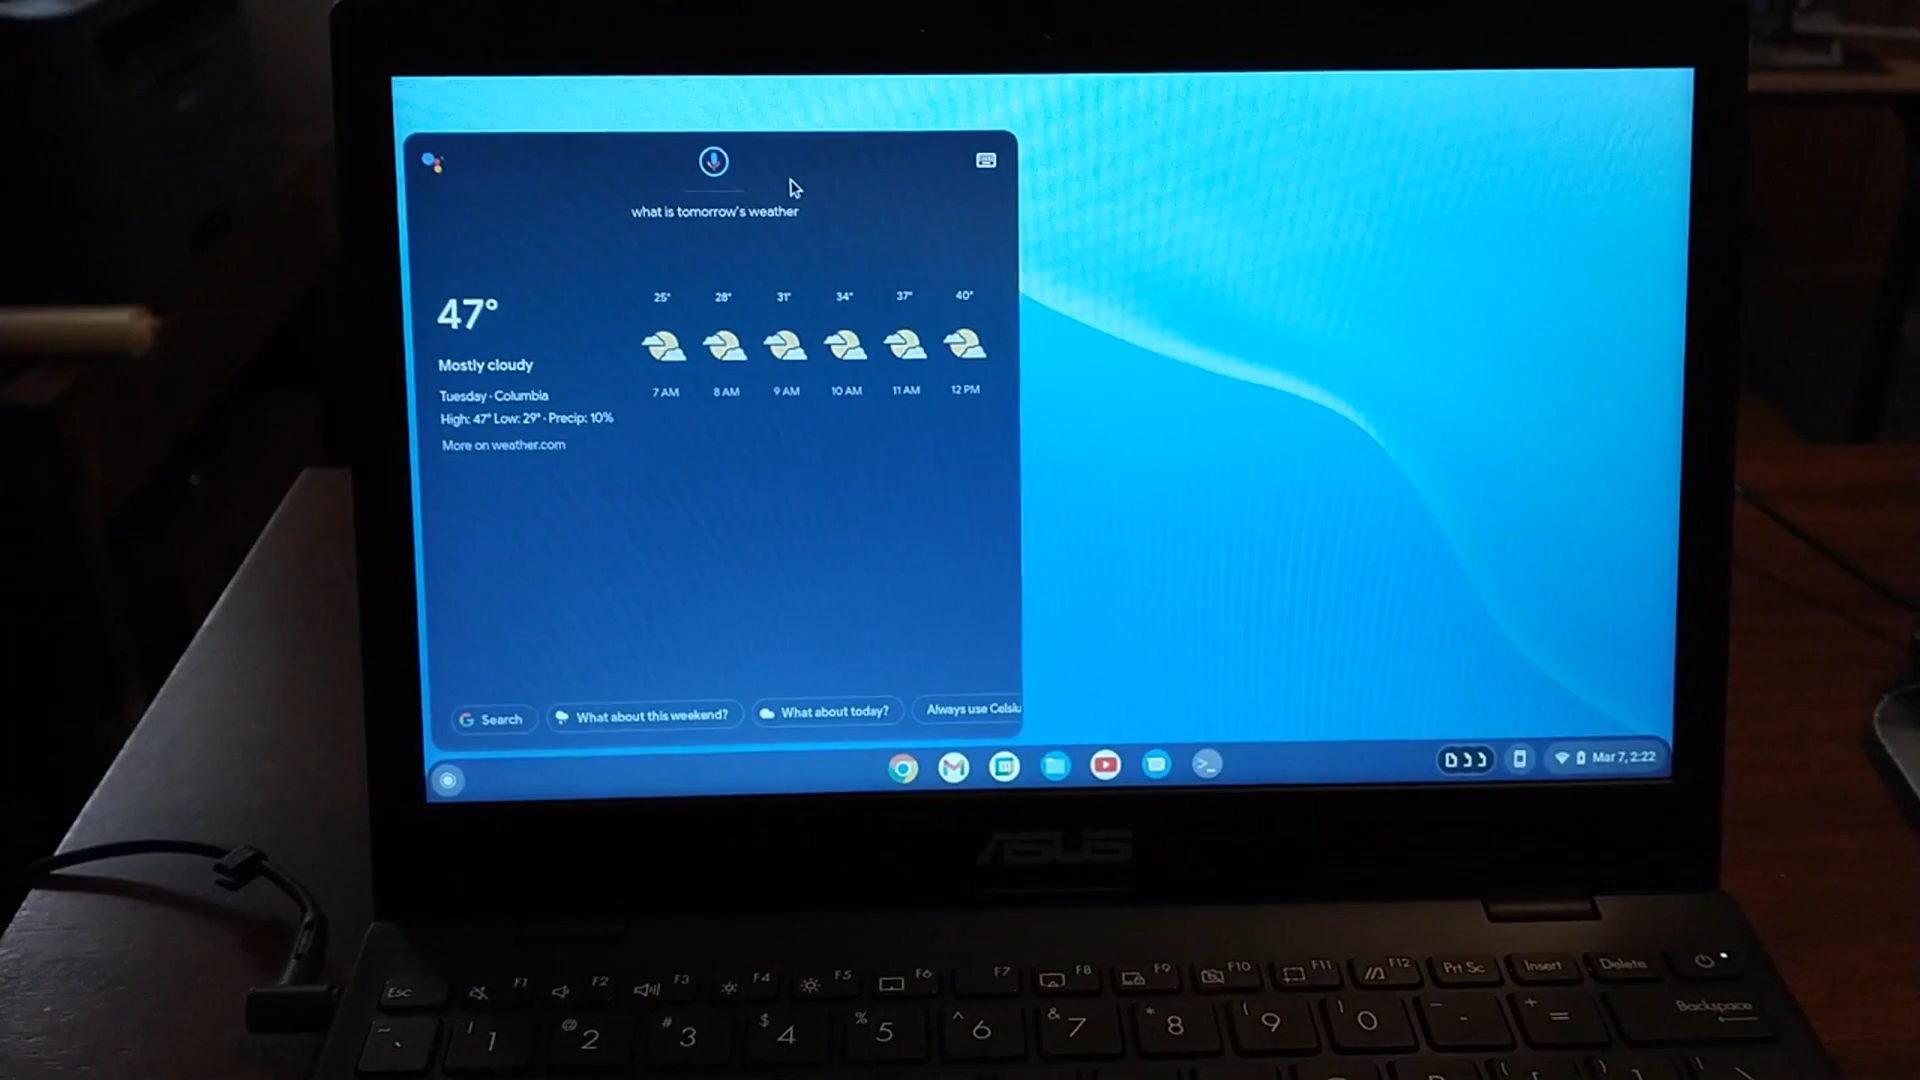 what is tomorrow's weather
47°
Mostly cloudy
Tuesday · Columbia
High: 47° Low: 29° · Precip: 10%
More on weather.com
25° 28° 31° 34° 37° 40°
7 AM 8 AM 9 AM 10 AM 11 AM 12 PM
G Search
What about this weekend?
What about today?
Always use Celsiu
Mar 7, 2:22
ASUS
Esc F1 F2 F3 F4 F5 F6 F7 F8 F9 F10 F11 F12 Prt Sc Insert Delete
~ ` ! 1 @ 2 # 3 $ 4 % 5 ^ 6 & 7 * 8 ( 9 ) 0 - + = Backspace